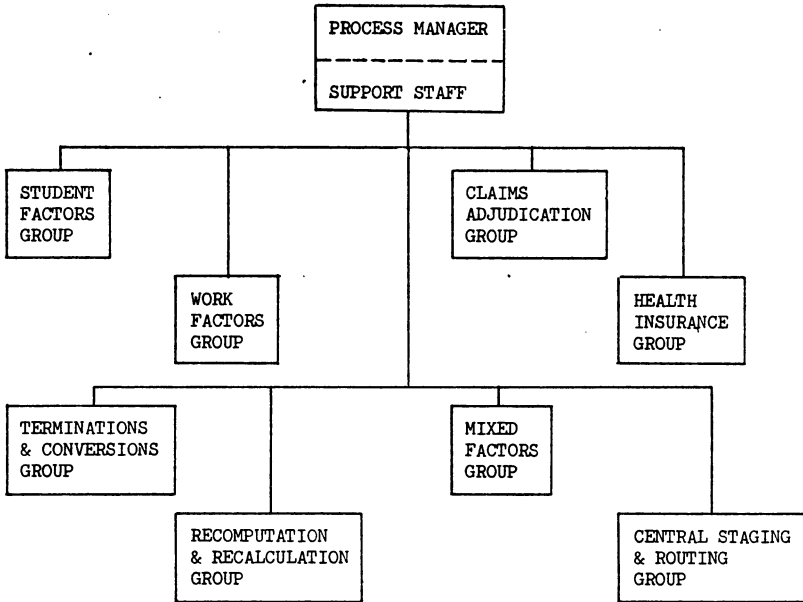 PROCESS MANAGER
SUPPORT STAFF
STUDENT
FACTORS
GROUP
CLAIMS
ADJUDICATION
GROUP
WORK
FACTORS
GROUP
HEALTH
INSURANCE
GROUP
TERMINATIONS
& CONVERSIONS
GROUP
MIXED
FACTORS
GROUP
RECOMPUTATION
& RECALCULATION
GROUP
CENTRAL STAGING
& ROUTING
GROUP